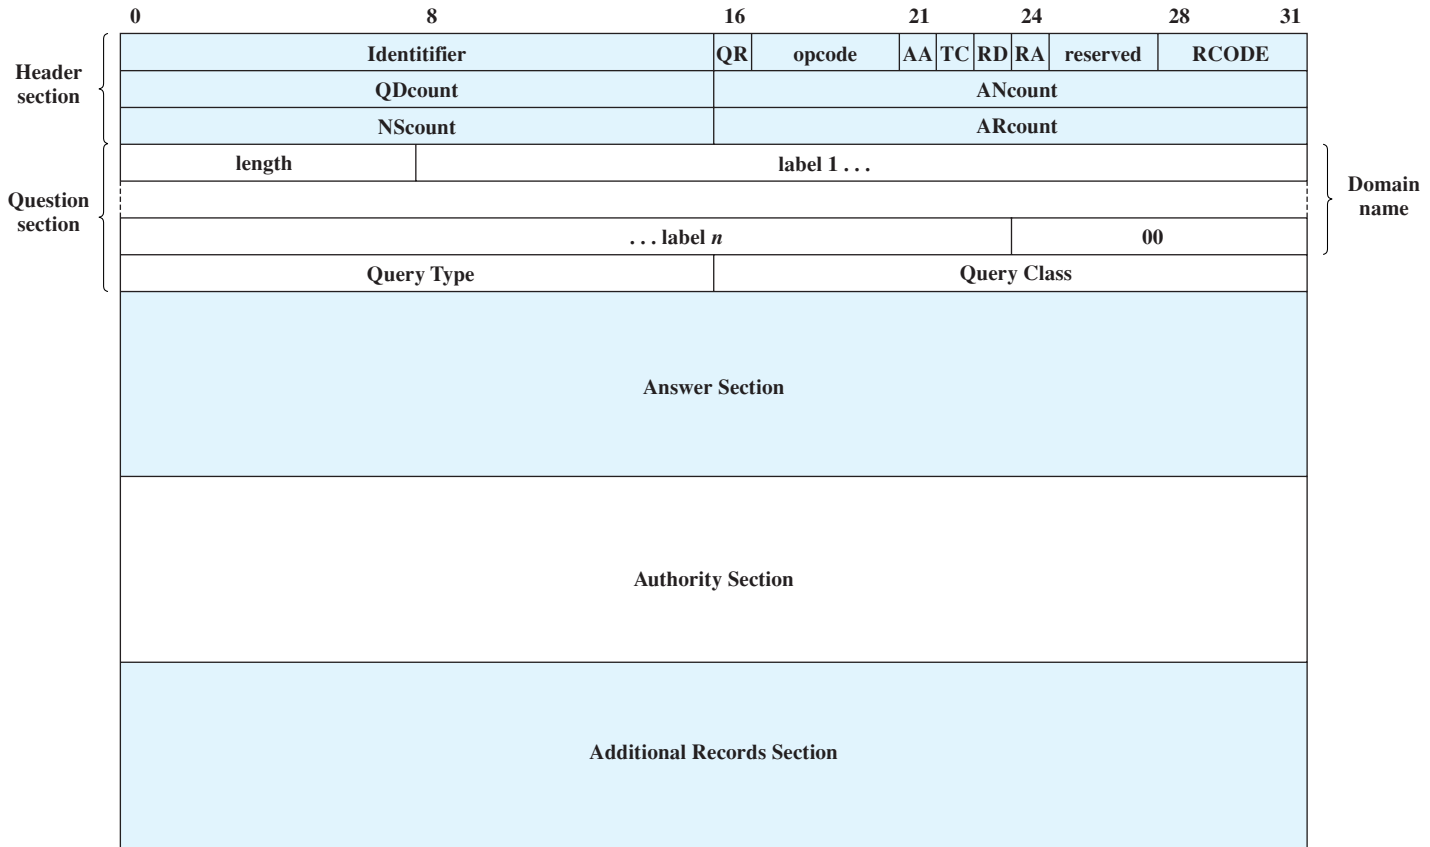 0 8 16 21 24 28 31
Header
section
Identitifier QR opcode AA TC RD RA reserved RCODE
QDcount ANcount
NScount ARcount
Question
section
length label 1 . . .
Domain
name
. . . label n 00
Query Type Query Class
Answer Section
Authority Section
Additional Records Section